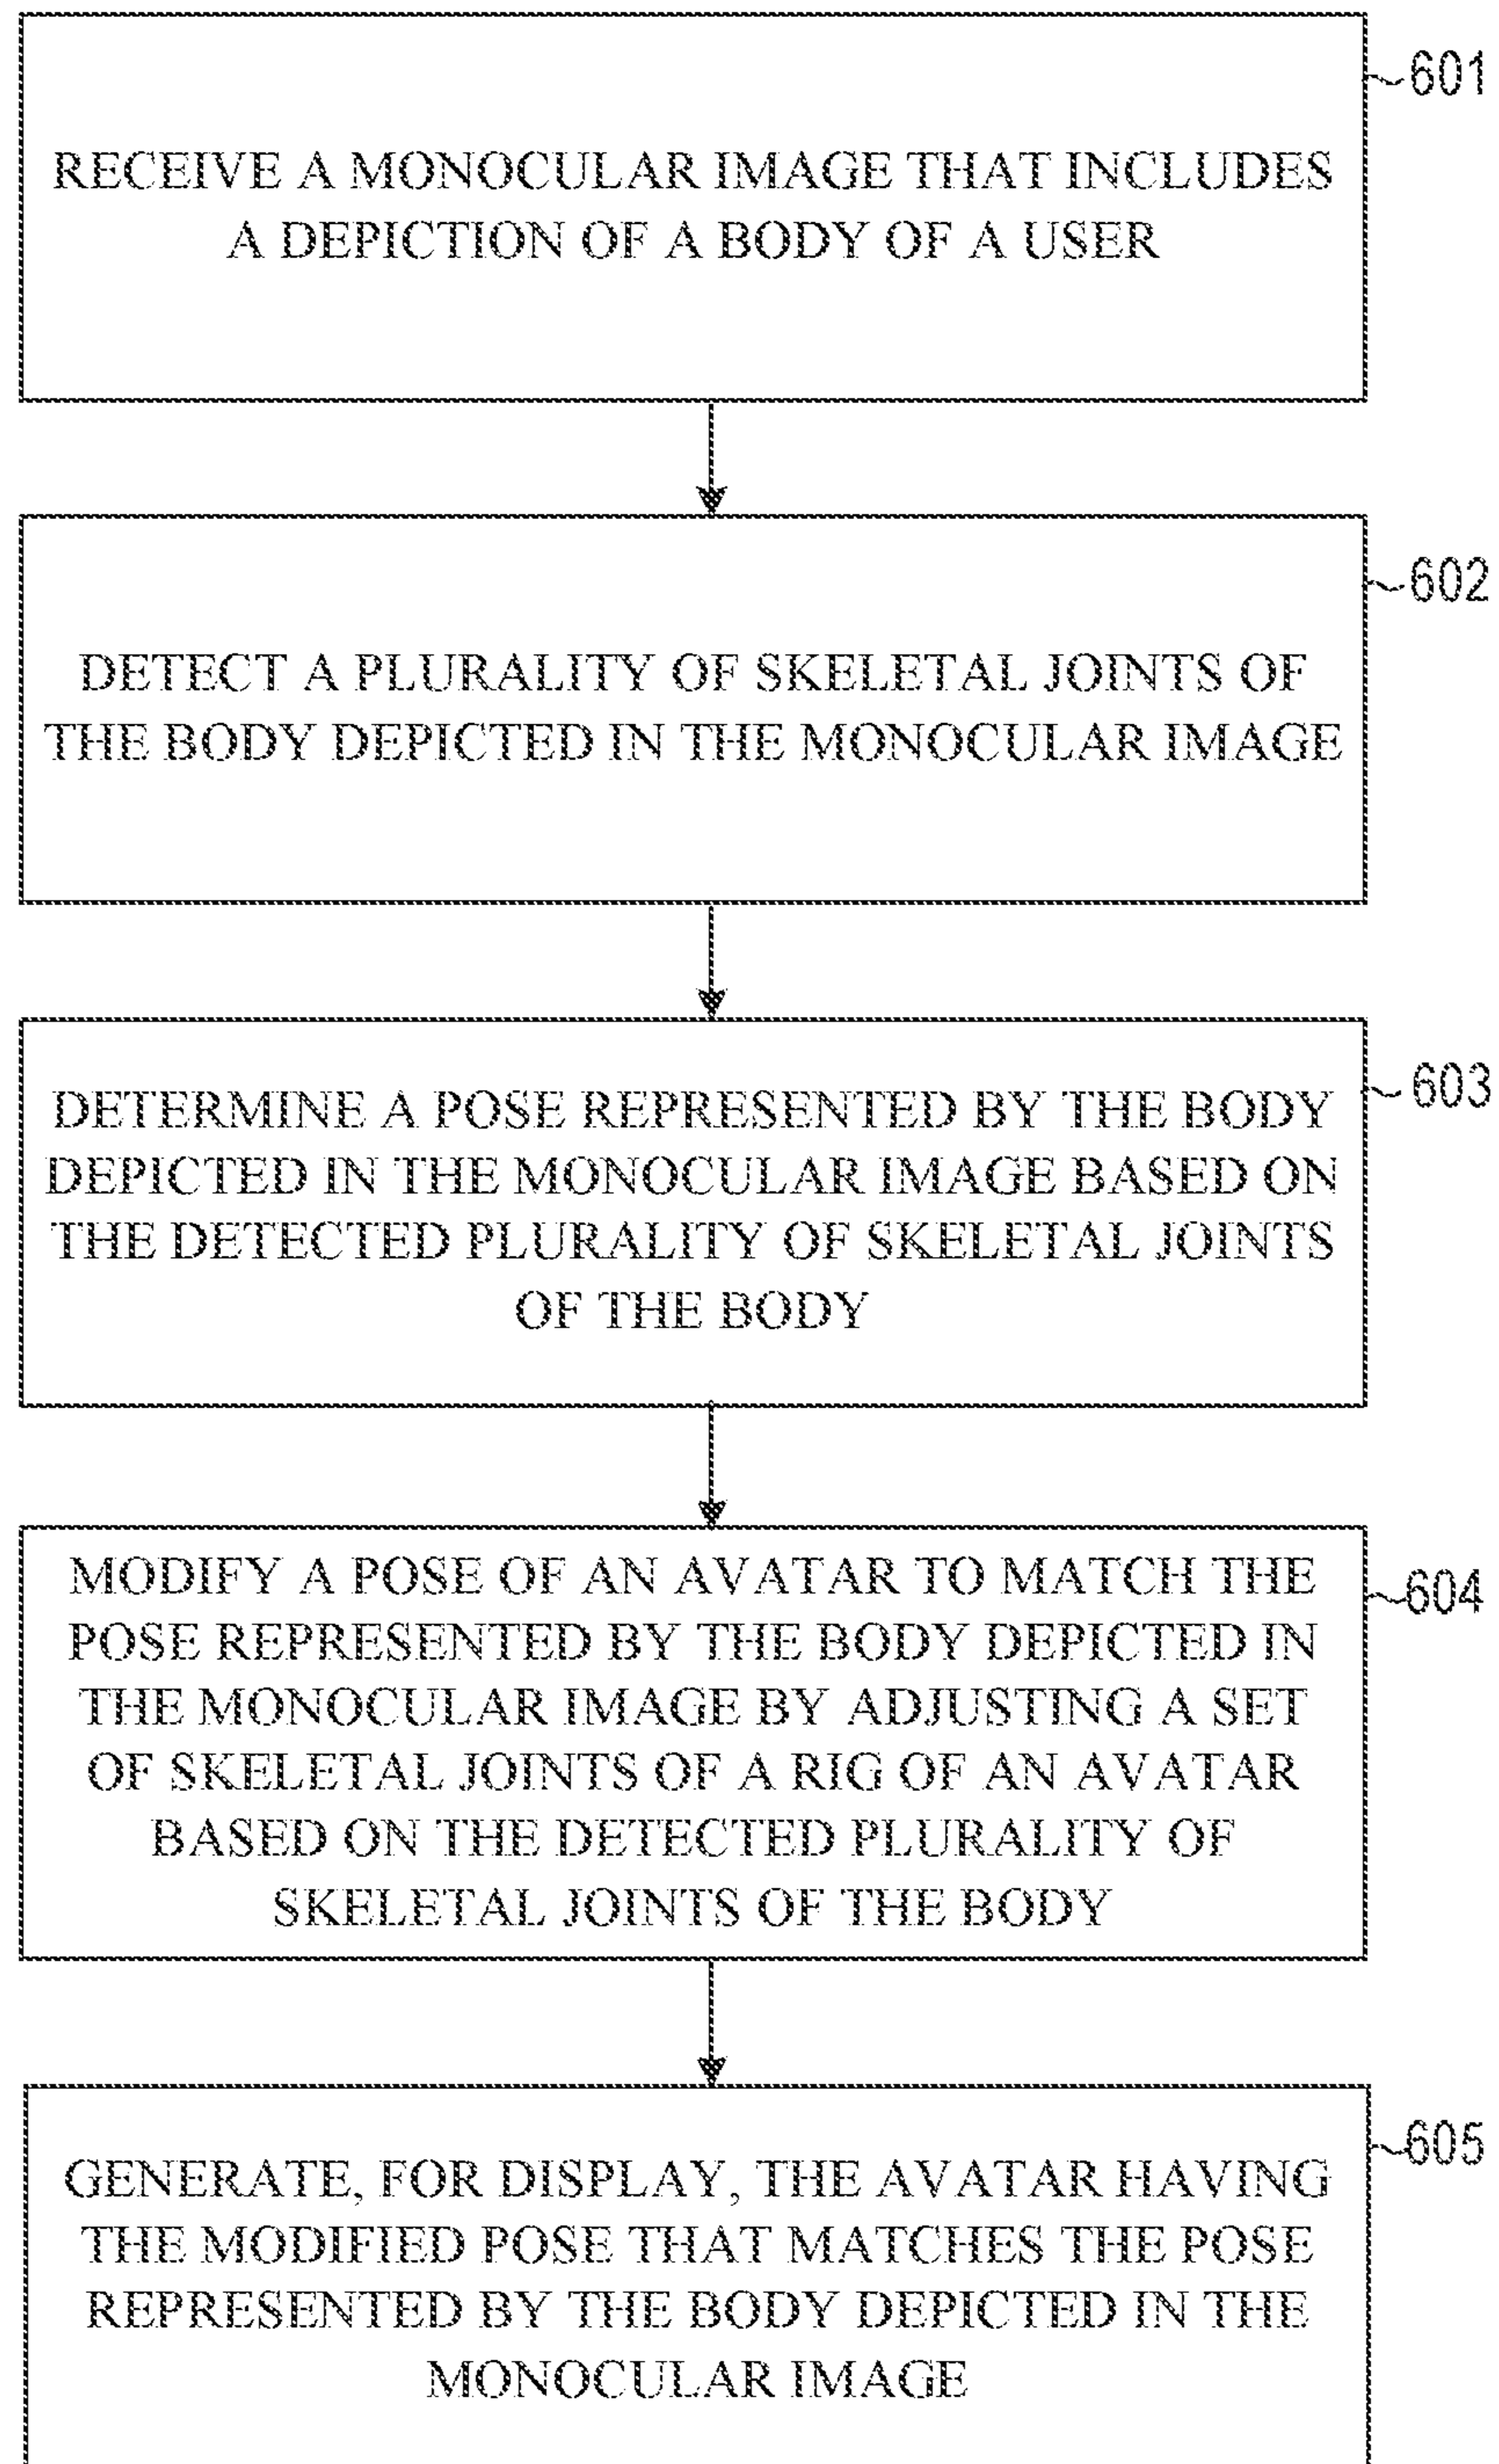 601
RECEIVE A MONOCULAR IMAGE THAT INCLUDES
A DEPICTION OF A BODY OF A USER
602
DETECT A PLURALITY OF SKELETAL JOINTS OF
THE BODY DEPICTED IN THE MONOCULAR IMAGE
603
DETERMINE A POSE REPRESENTED BY THE BODY
DEPICTED IN THE MONOCULAR IMAGE BASED ON
THE DETECTED PLURALITY OF SKELETAL JOINTS
OF THE BODY
604
MODIFY A POSE OF AN AVATAR TO MATCH THE
POSE REPRESENTED BY THE BODY DEPICTED IN
THE MONOCULAR IMAGE BY ADJUSTING A SET
OF SKELETAL JOINTS OF A RIG OF AN AVATAR
BASED ON THE DETECTED PLURALITY OF
SKELETAL JOINTS OF THE BODY
605
GENERATE, FOR DISPLAY, THE AVATAR HAVING
THE MODIFIED POSE THAT MATCHES THE POSE
REPRESENTED BY THE BODY DEPICTED IN THE
MONOCULAR IMAGE